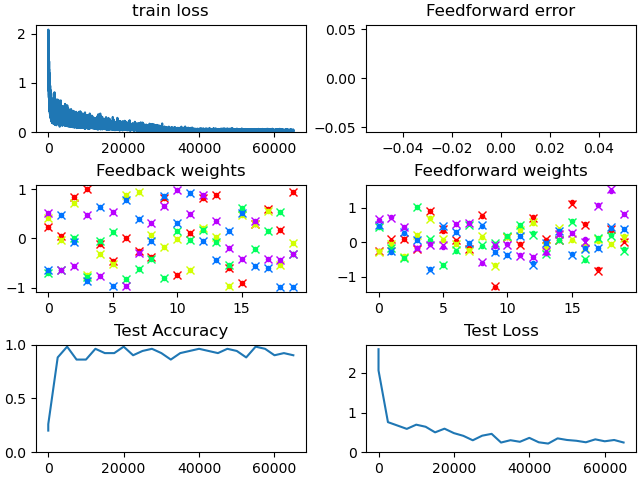 train loss
2
1
0
0 20000 40000 60000
Feedforward error
0.05
0.00
−0.05
−0.04 −0.02 0.00 0.02 0.04
Feedback weights
1
0
−1
0 5 10 15
Feedforward weights
1
0
−1
0 5 10 15
Test Accuracy
1.0
0.5
0.0
0 20000 40000 60000
Test Loss
2
1
0
0 20000 40000 60000